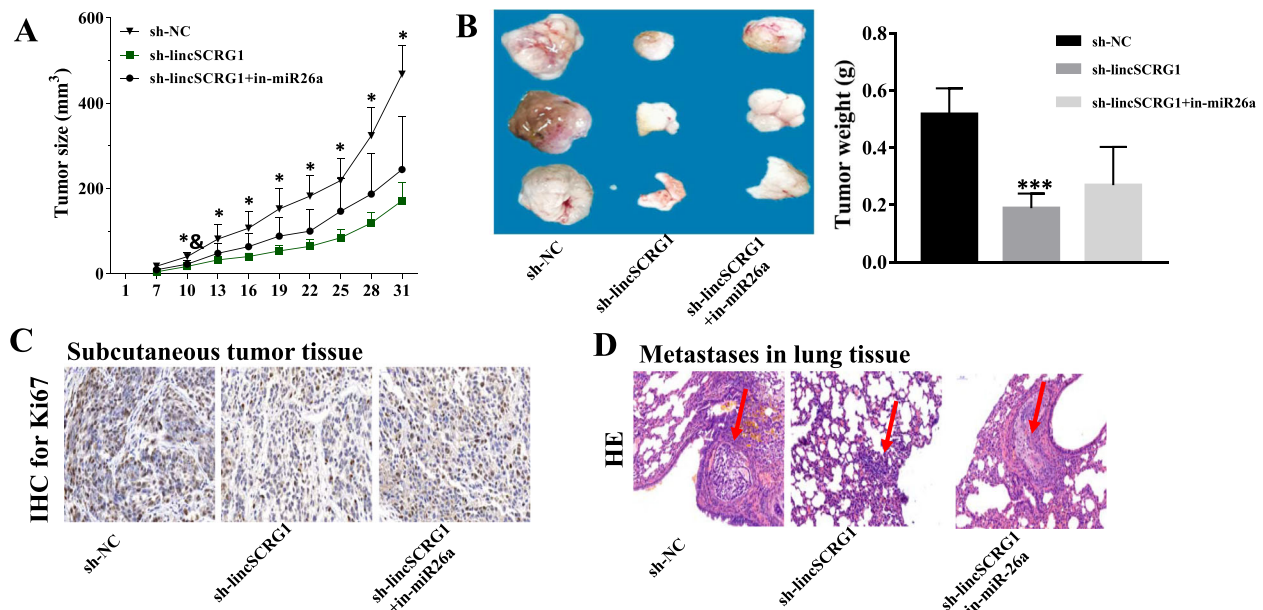 A
sh-NC
sh-lincSCRG1
sh-lincSCRG1+in-miR26a
Tumor size (mm³)
600
400
200
0
*& * * * * * * * *
1 7 10 13 16 19 22 25 28 31
B
sh-NC
sh-lincSCRG1
sh-lincSCRG1
+in-miR26a
Tumor weight (g)
0.8
0.6
0.4
0.2
0.0
***
sh-NC
sh-lincSCRG1
sh-lincSCRG1+in-miR26a
C
Subcutaneous tumor tissue
IHC for Ki67
sh-NC
sh-lincSCRG1
sh-lincSCRG1
+in-miR26a
D
Metastases in lung tissue
HE
sh-NC
sh-lincSCRG1
sh-lincSCRG1
in-miR-26a